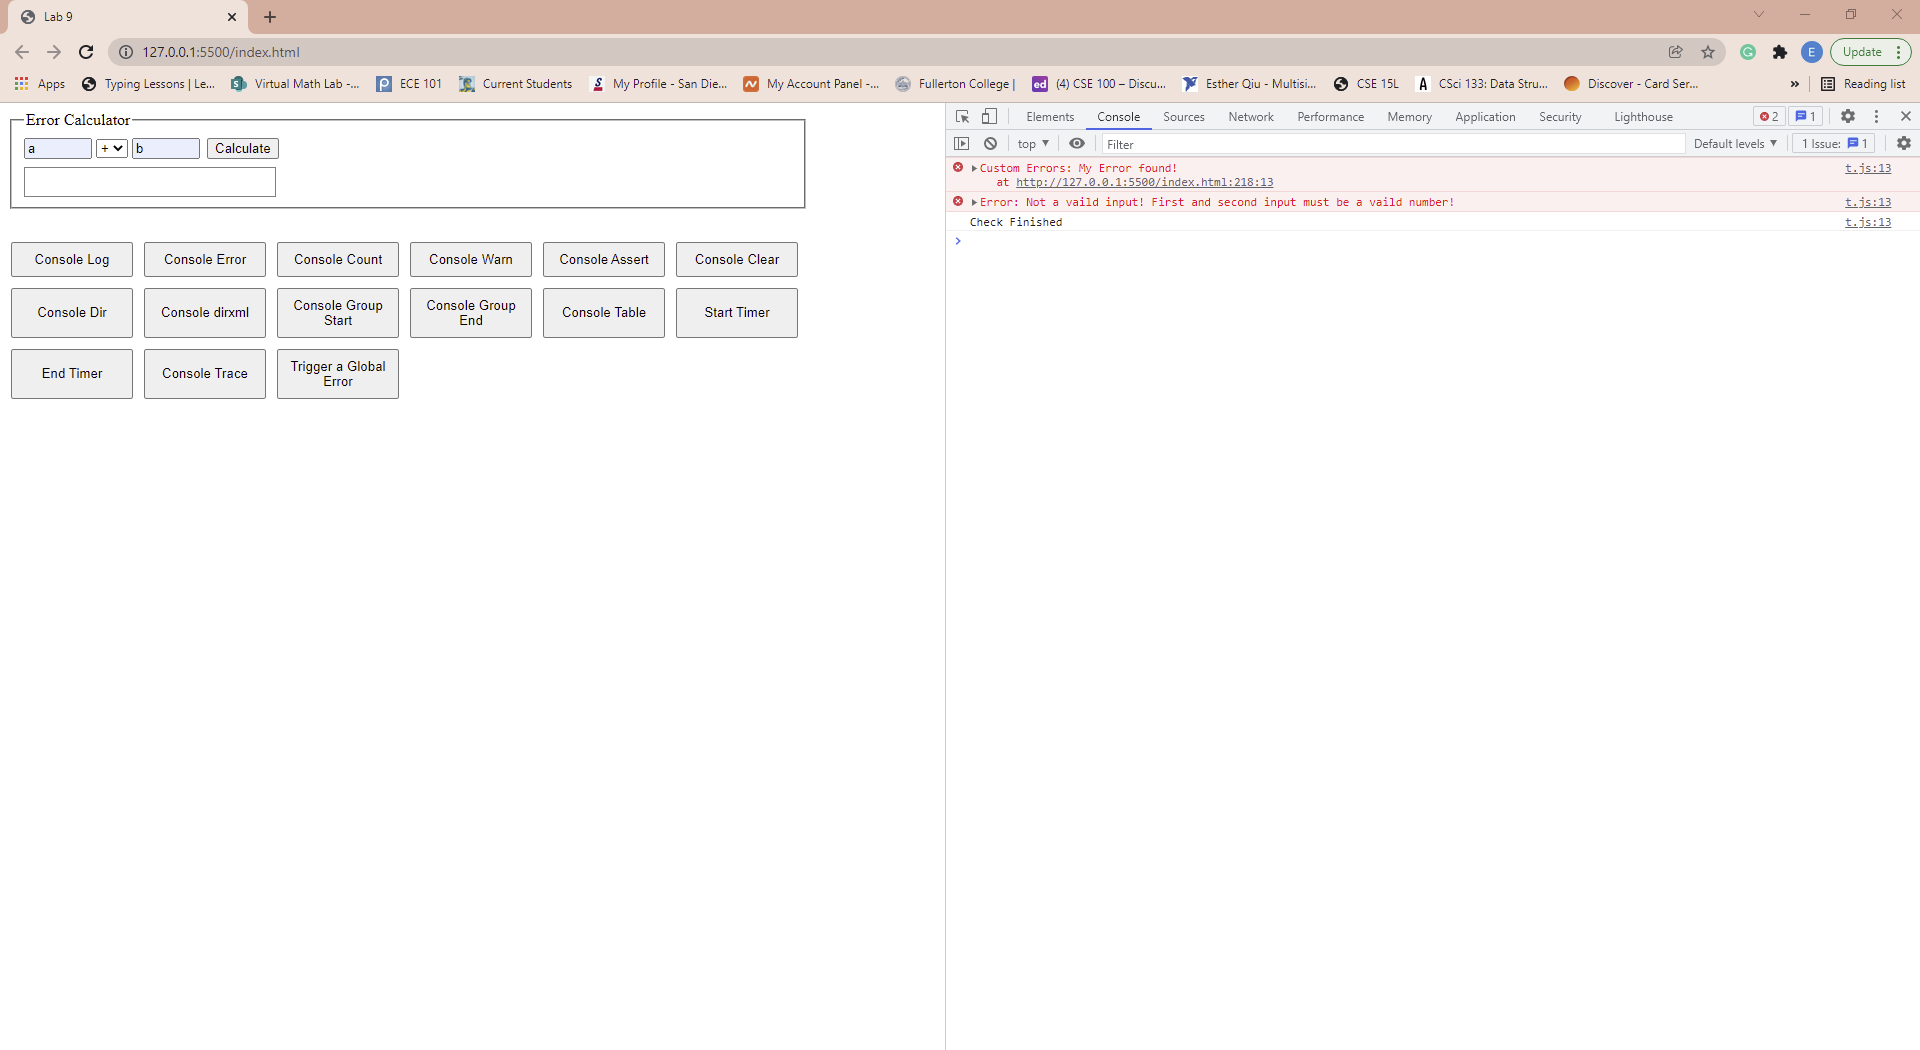 Lab 9
127.0.0.1:5500/index.html
Update
E
Apps
Typing Lessons | Le...
Virtual Math Lab -...
ECE 101
Current Students
My Profile - San Die...
My Account Panel -...
Fullerton College |
ed
(4) CSE 100 – Discu...
Esther Qiu - Multisi...
CSE 15L
A
CSci 133: Data Stru...
Discover - Card Ser...
»
Reading list
Error Calculator
a
+
b
Calculate
Console Log
Console Error
Console Count
Console Warn
Console Assert
Console Clear
Console Dir
Console dirxml
Console Group
Start
Console Group
End
Console Table
Start Timer
End Timer
Console Trace
Trigger a Global
Error
Elements
Console
Sources
Network
Performance
Memory
Application
Security
Lighthouse
2
1
top
Filter
Default levels
1 Issue:
1
Custom Errors: My Error found!
t.js:13
at http://127.0.0.1:5500/index.html:218:13
Error: Not a vaild input! First and second input must be a vaild number!
t.js:13
Check Finished
t.js:13